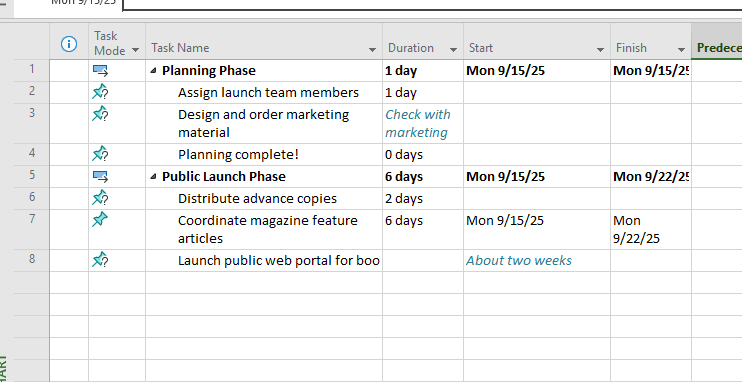 Mon 9/15/25
Task Mode Task Name Duration Start Finish Predece
1 Planning Phase 1 day Mon 9/15/25 Mon 9/15/25
2 Assign launch team members 1 day
3 Design and order marketing material Check with marketing
4 Planning complete! 0 days
5 Public Launch Phase 6 days Mon 9/15/25 Mon 9/22/25
6 Distribute advance copies 2 days
7 Coordinate magazine feature articles 6 days Mon 9/15/25 Mon 9/22/25
8 Launch public web portal for boo About two weeks
HART